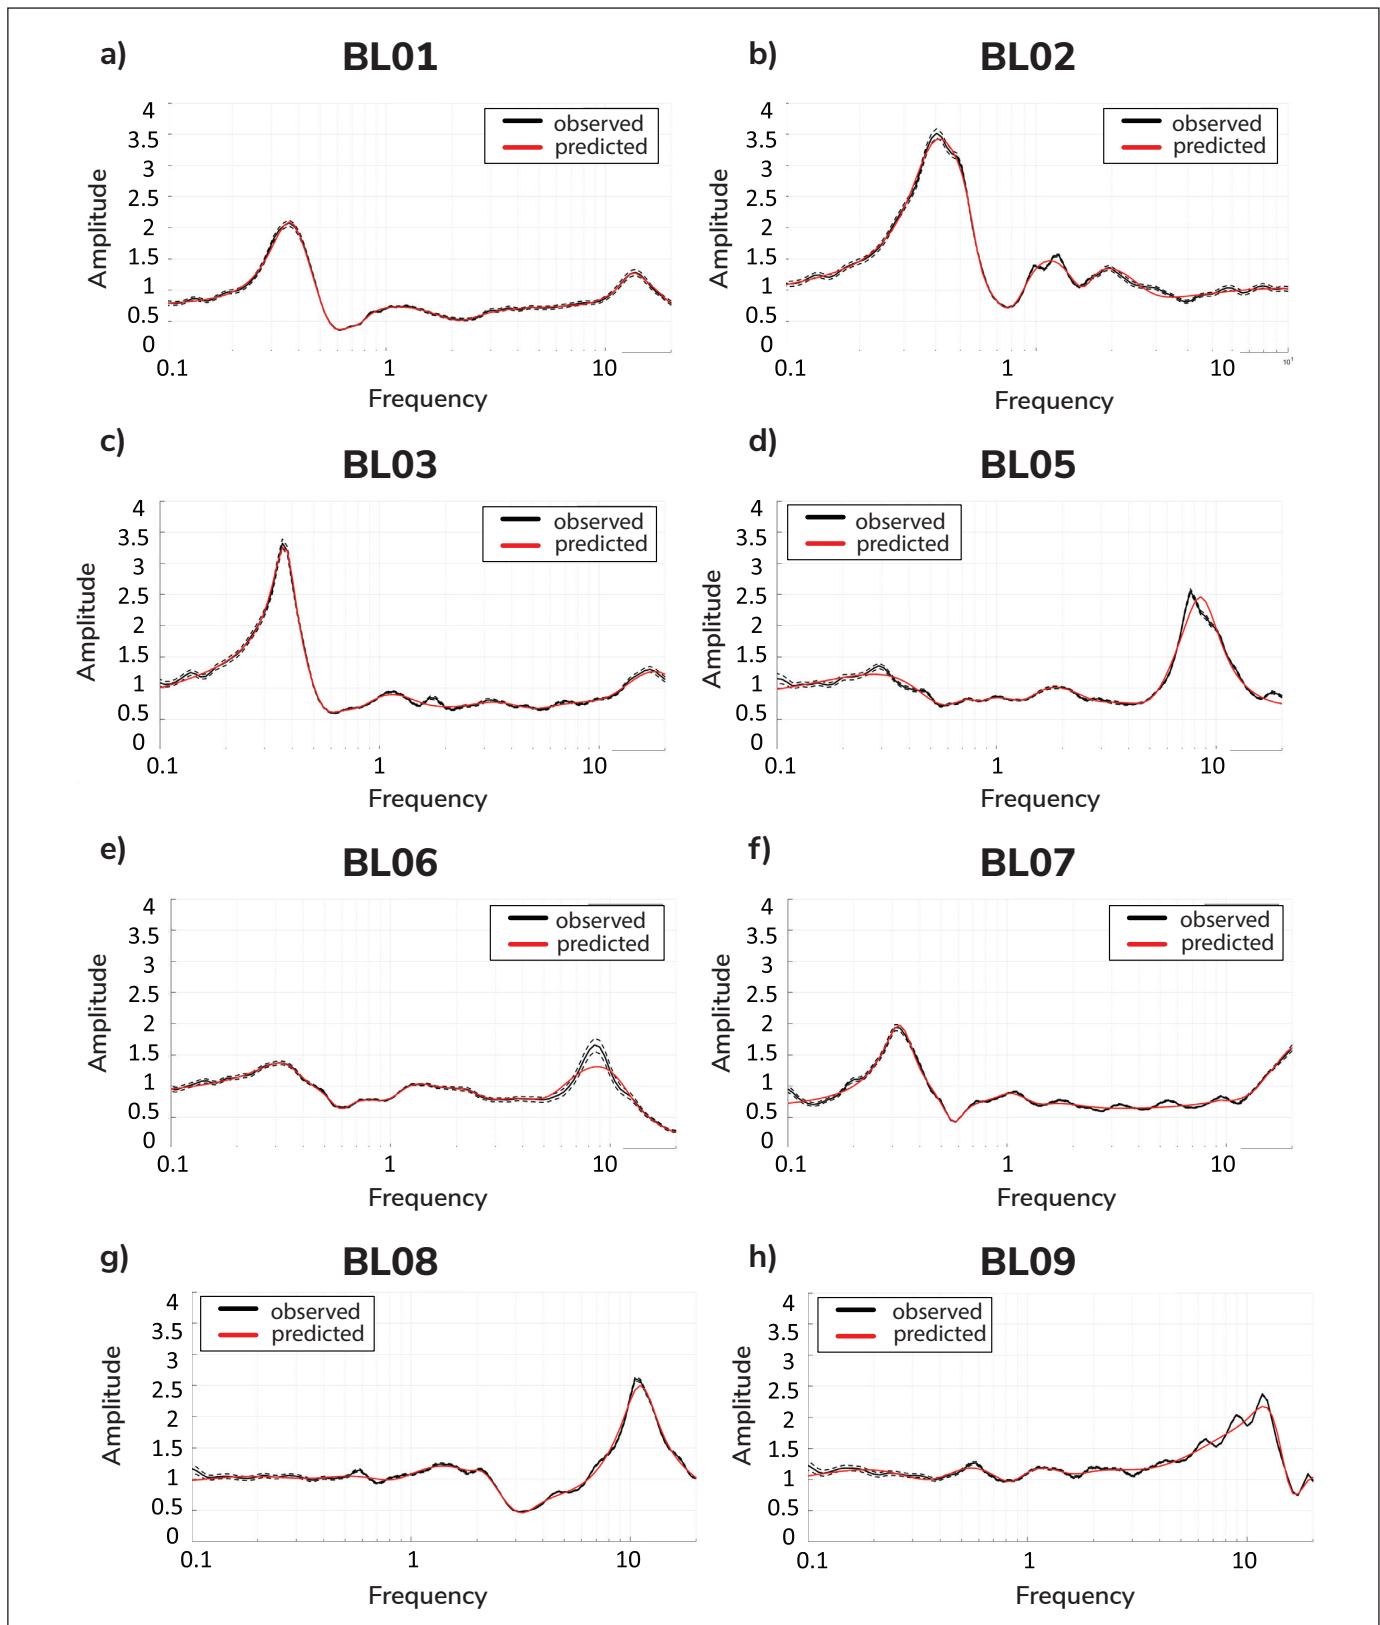 a) BL01
4
3.5
3
2.5
2
1.5
1
0.5
0
Amplitude
observed
predicted
0.1 1 10
Frequency
b) BL02
4
3.5
3
2.5
2
1.5
1
0.5
0
Amplitude
observed
predicted
0.1 1 10 10¹
Frequency
c) BL03
4
3.5
3
2.5
2
1.5
1
0.5
0
Amplitude
observed
predicted
0.1 1 10
Frequency
d) BL05
4
3.5
3
2.5
2
1.5
1
0.5
0
Amplitude
observed
predicted
0.1 1 10
Frequency
e) BL06
4
3.5
3
2.5
2
1.5
1
0.5
0
Amplitude
observed
predicted
0.1 1 10
Frequency
f) BL07
4
3.5
3
2.5
2
1.5
1
0.5
0
Amplitude
observed
predicted
0.1 1 10
Frequency
g) BL08
4
3.5
3
2.5
2
1.5
1
0.5
0
Amplitude
observed
predicted
0.1 1 10
Frequency
h) BL09
4
3.5
3
2.5
2
1.5
1
0.5
0
Amplitude
observed
predicted
0.1 1 10
Frequency